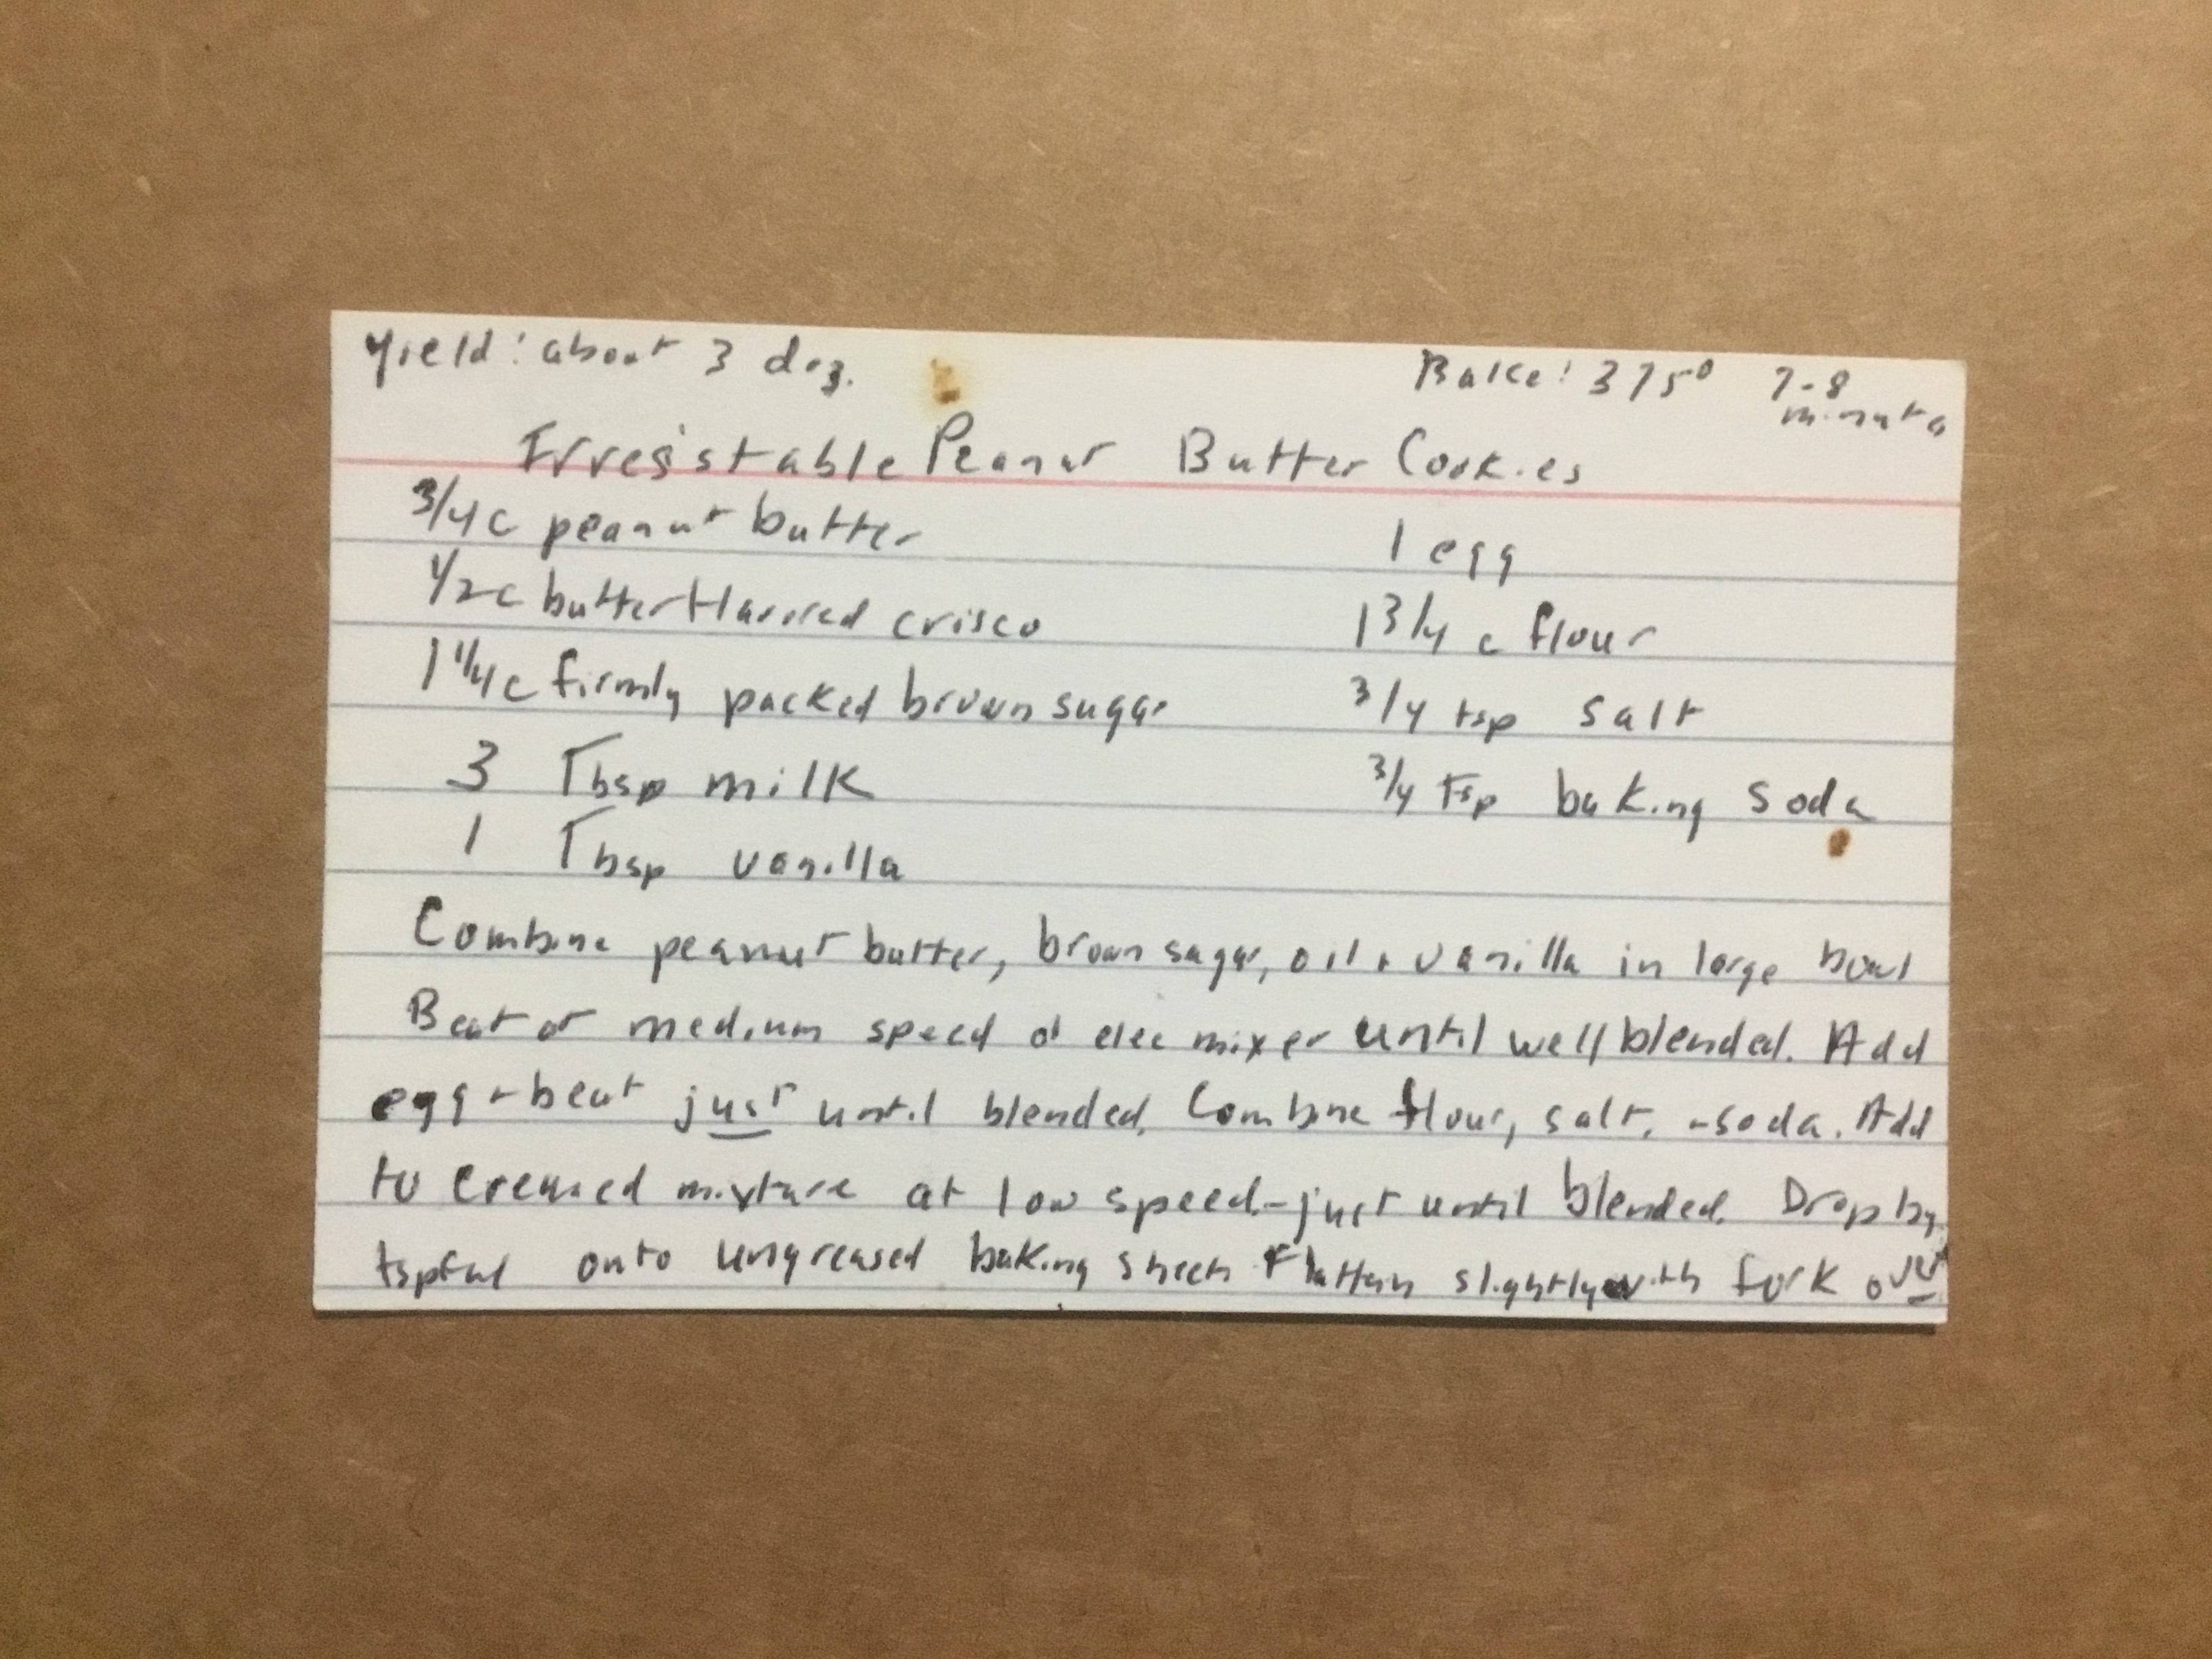 Yield: about 3 doz.
Bake: 375° 7-8
minutes
Irresistable Peanut Butter Cookies
3/4 c peanut butter
1 egg
1/2 c butter flavored crisco
1 3/4 c flour
1 1/4 c firmly packed brown sugar
3/4 tsp salt
3 Tbsp milk
3/4 tsp baking soda
1 Tbsp vanilla
Combine peanut butter, brown sugar, oil + vanilla in large bowl
Beat at medium speed of elec mixer until well blended. Add
egg + beat just until blended. Combine flour, salt, + soda. Add
to creamed mixture at low speed - just until blended. Drop by
tspful onto ungreased baking sheets Flatten slightly with fork over